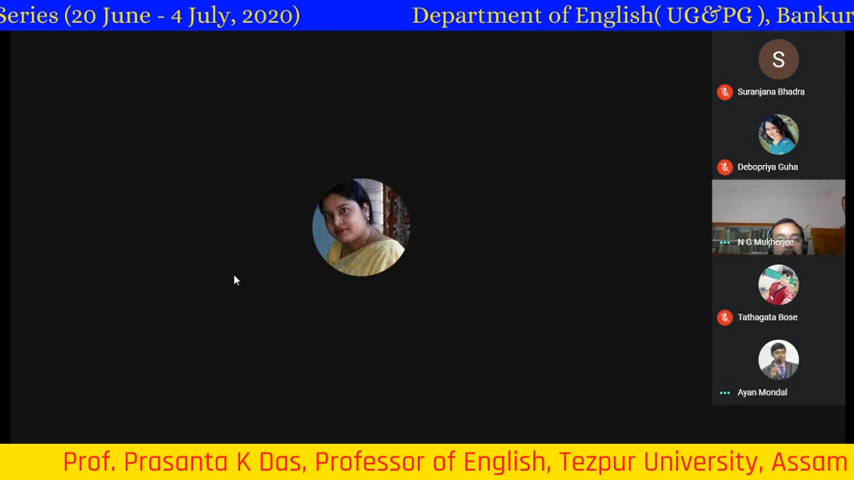 Series (20 June - 4 July, 2020) Department of English( UG&PG ), Bankur
S
Suranjana Bhadra
Debopriya Guha
N G Mukherjee
Tathagata Bose
Ayan Mondal
Prof. Prasanta K Das, Professor of English, Tezpur University, Assam